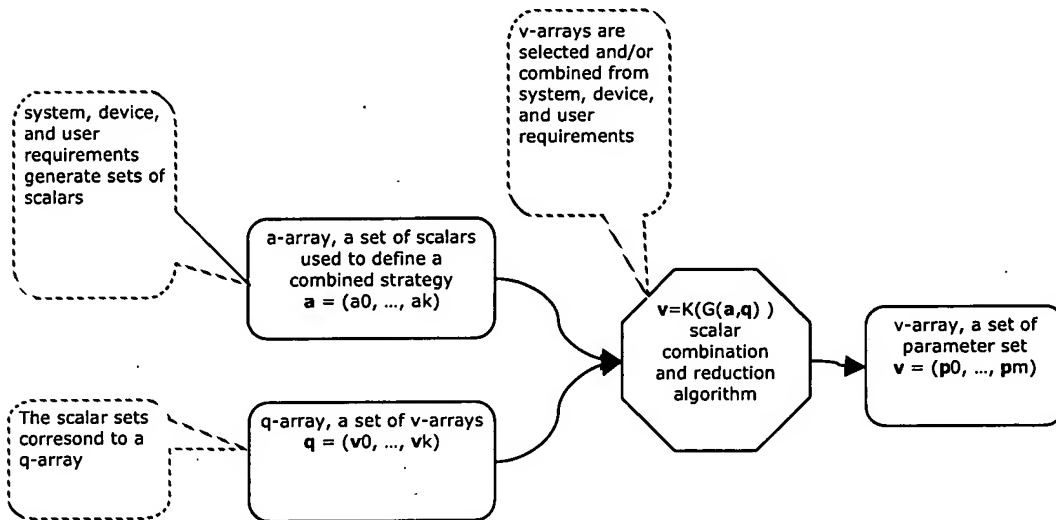 system, device,
and user
requirements
generate sets of
scalars
v-arrays are
selected and/or
combined from
system, device,
and user
requirements
a-array, a set of scalars
used to define a
combined strategy
a = (a0, ..., ak)
The scalar sets
corresond to a
q-array
q-array, a set of v-arrays
q = (v0, ..., vk)
v=K(G(a,q) )
scalar
combination
and reduction
algorithm
v-array, a set of
parameter set
v = (p0, ..., pm)